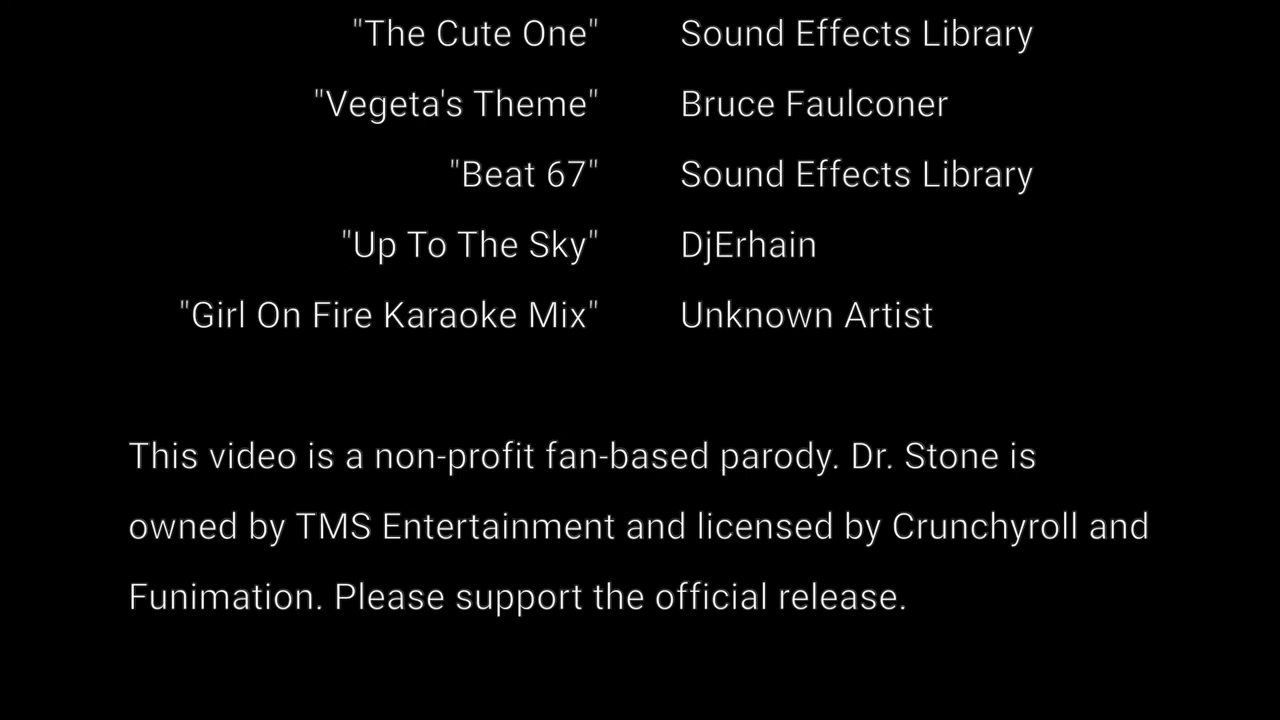 "The Cute One" Sound Effects Library
"Vegeta's Theme" Bruce Faulconer
"Beat 67" Sound Effects Library
"Up To The Sky" DjErhain
"Girl On Fire Karaoke Mix" Unknown Artist
This video is a non-profit fan-based parody. Dr. Stone is
owned by TMS Entertainment and licensed by Crunchyroll and
Funimation. Please support the official release.